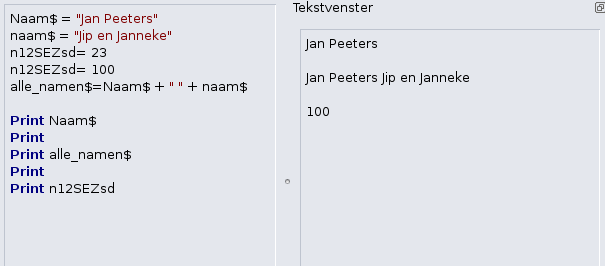 Naam$ = "Jan Peeters"
naam$ = "Jip en Janneke"
n12SEZsd= 23
n12SEZsd= 100
alle_namen$=Naam$ + " " + naam$
Print Naam$
Print
Print alle_namen$
Print
Print n12SEZsd
Tekstvenster
Jan Peeters
Jan Peeters Jip en Janneke
100